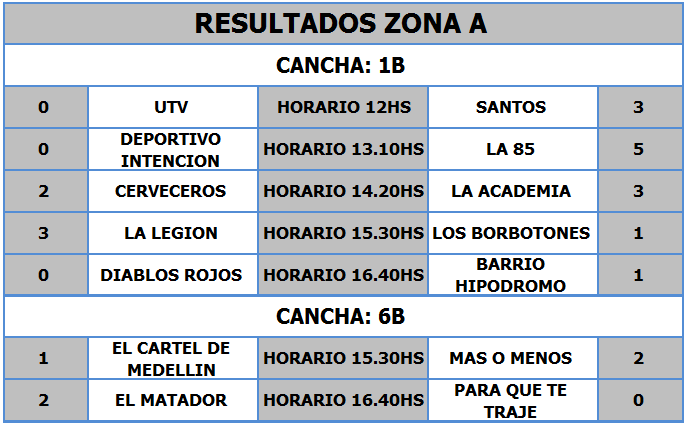 RESULTADOS ZONA A
CANCHA: 1B
0 UTV HORARIO 12HS SANTOS 3
0 DEPORTIVO INTENCION HORARIO 13.10HS LA 85 5
2 CERVECEROS HORARIO 14.20HS LA ACADEMIA 3
3 LA LEGION HORARIO 15.30HS LOS BORBOTONES 1
0 DIABLOS ROJOS HORARIO 16.40HS BARRIO HIPODROMO 1
CANCHA: 6B
1 EL CARTEL DE MEDELLIN HORARIO 15.30HS MAS O MENOS 2
2 EL MATADOR HORARIO 16.40HS PARA QUE TE TRAJE 0